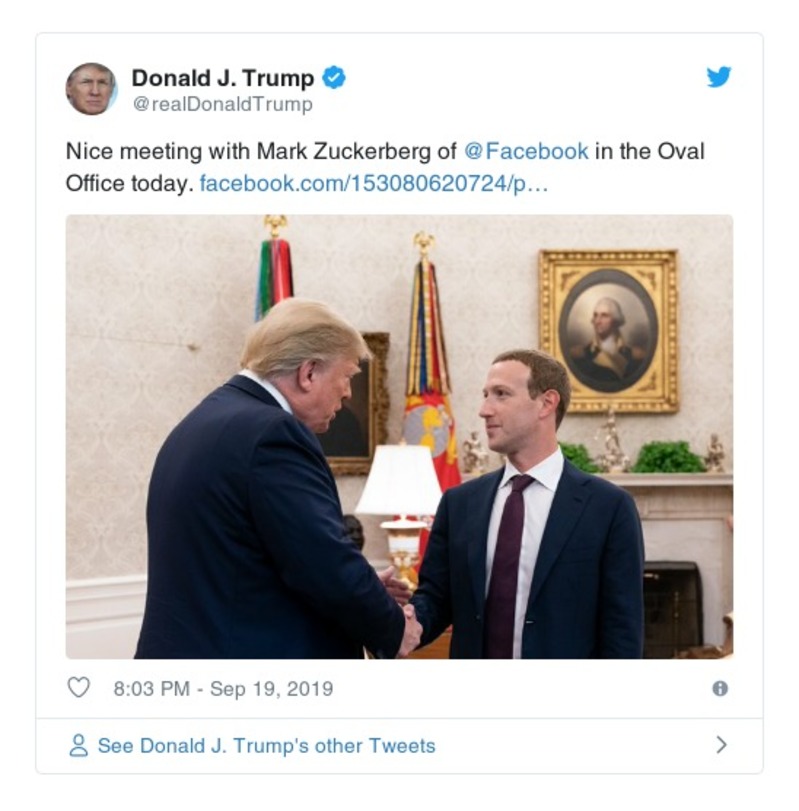 Donald J. Trump
@realDonaldTrump
Nice meeting with Mark Zuckerberg of @Facebook in the Oval
Office today. facebook.com/153080620724/p…
8:03 PM - Sep 19, 2019
See Donald J. Trump's other Tweets